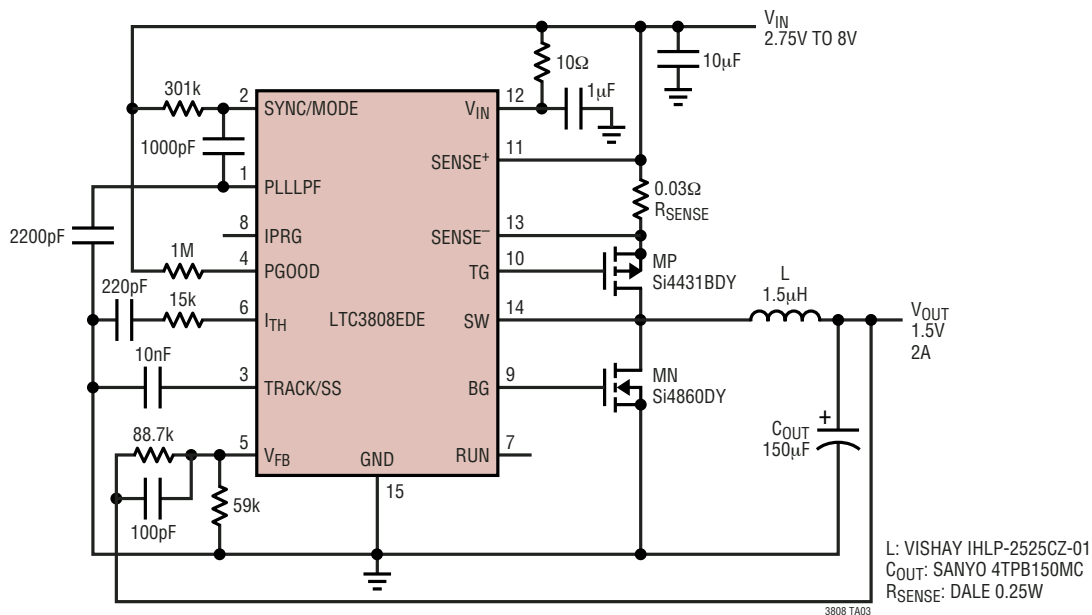 V_IN
2.75V TO 8V
10Ω
10μF
1μF
301k
2
SYNC/MODE
V_IN
12
1000pF
11
SENSE+
1
PLLLPF
0.03Ω
R_SENSE
2200pF
8
IPRG
SENSE−
13
1M
4
PGOOD
TG
10
MP
Si4431BDY
220pF
15k
6
I_TH
LTC3808EDE
SW
14
L
1.5μH
V_OUT
1.5V
2A
10nF
3
TRACK/SS
BG
9
MN
Si4860DY
88.7k
5
V_FB
GND
RUN
7
+
C_OUT
150μF
15
59k
100pF
L: VISHAY IHLP-2525CZ-01
C_OUT: SANYO 4TPB150MC
R_SENSE: DALE 0.25W
3808 TA03